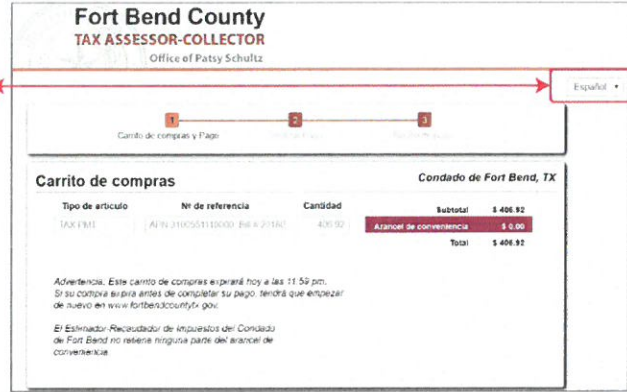 Fort Bend County
TAX ASSESSOR-COLLECTOR
Office of Patsy Schultz
Español
1 2 3
Carrito de compras y Pago
Carrito de compras
Condado de Fort Bend, TX
Tipo de artículo Nº de referencia Cantidad
TAX PMT 406.92
Subtotal $ 406.92
Arancel de conveniencia $ 0.00
Total $ 406.92
Advertencia. Este carrito de compras expirará hoy a las 11:59 pm.
Si su compra expira antes de completar su pago, tendrá que empezar
de nuevo en www.fortbendcountytx.gov.
El Estimador-Recaudador de Impuestos del Condado
de Fort Bend no retiene ninguna parte del arancel de
conveniencia.